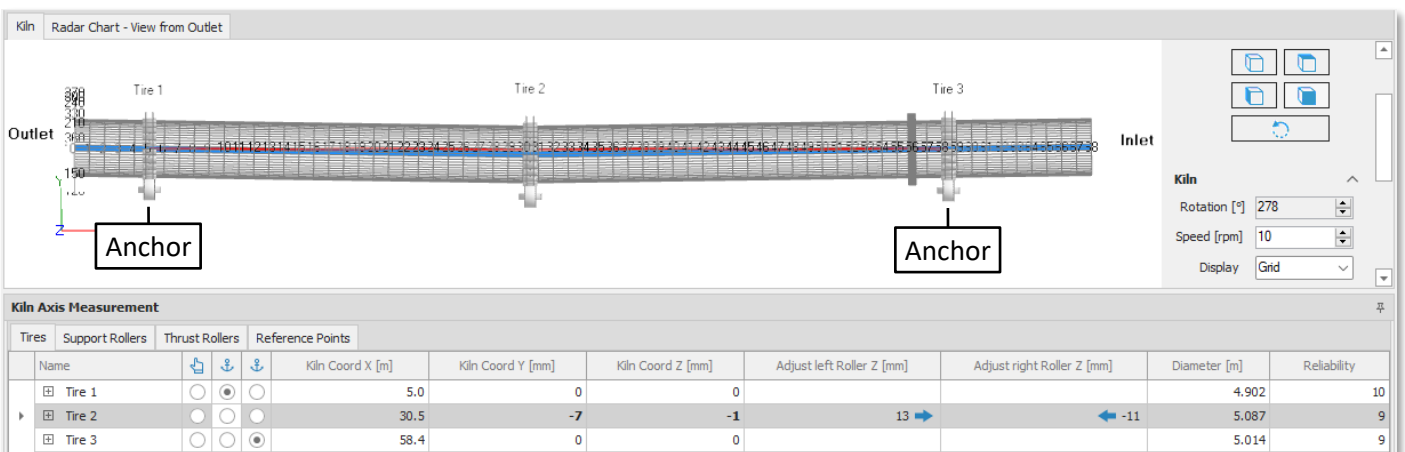 Kiln Radar Chart - View from Outlet
Tire 1 Tire 2 Tire 3
Outlet Inlet
150
Y
Z
Anchor Anchor
Kiln
Rotation [°] 278
Speed [rpm] 10
Display Grid
Kiln Axis Measurement
Tires Support Rollers Thrust Rollers Reference Points
Name Kiln Coord X [m] Kiln Coord Y [mm] Kiln Coord Z [mm] Adjust left Roller Z [mm] Adjust right Roller Z [mm] Diameter [m] Reliability
Tire 1 5.0 0 0 4.902 10
Tire 2 30.5 -7 -1 13 -11 5.087 9
Tire 3 58.4 0 0 5.014 9